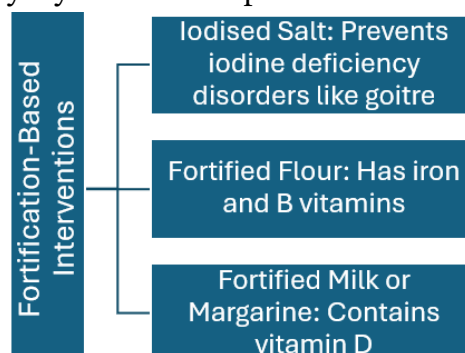 Fortification-Based
Interventions
Iodised Salt: Prevents
iodine deficiency
disorders like goitre
Fortified Flour: Has iron
and B vitamins
Fortified Milk or
Margarine: Contains
vitamin D